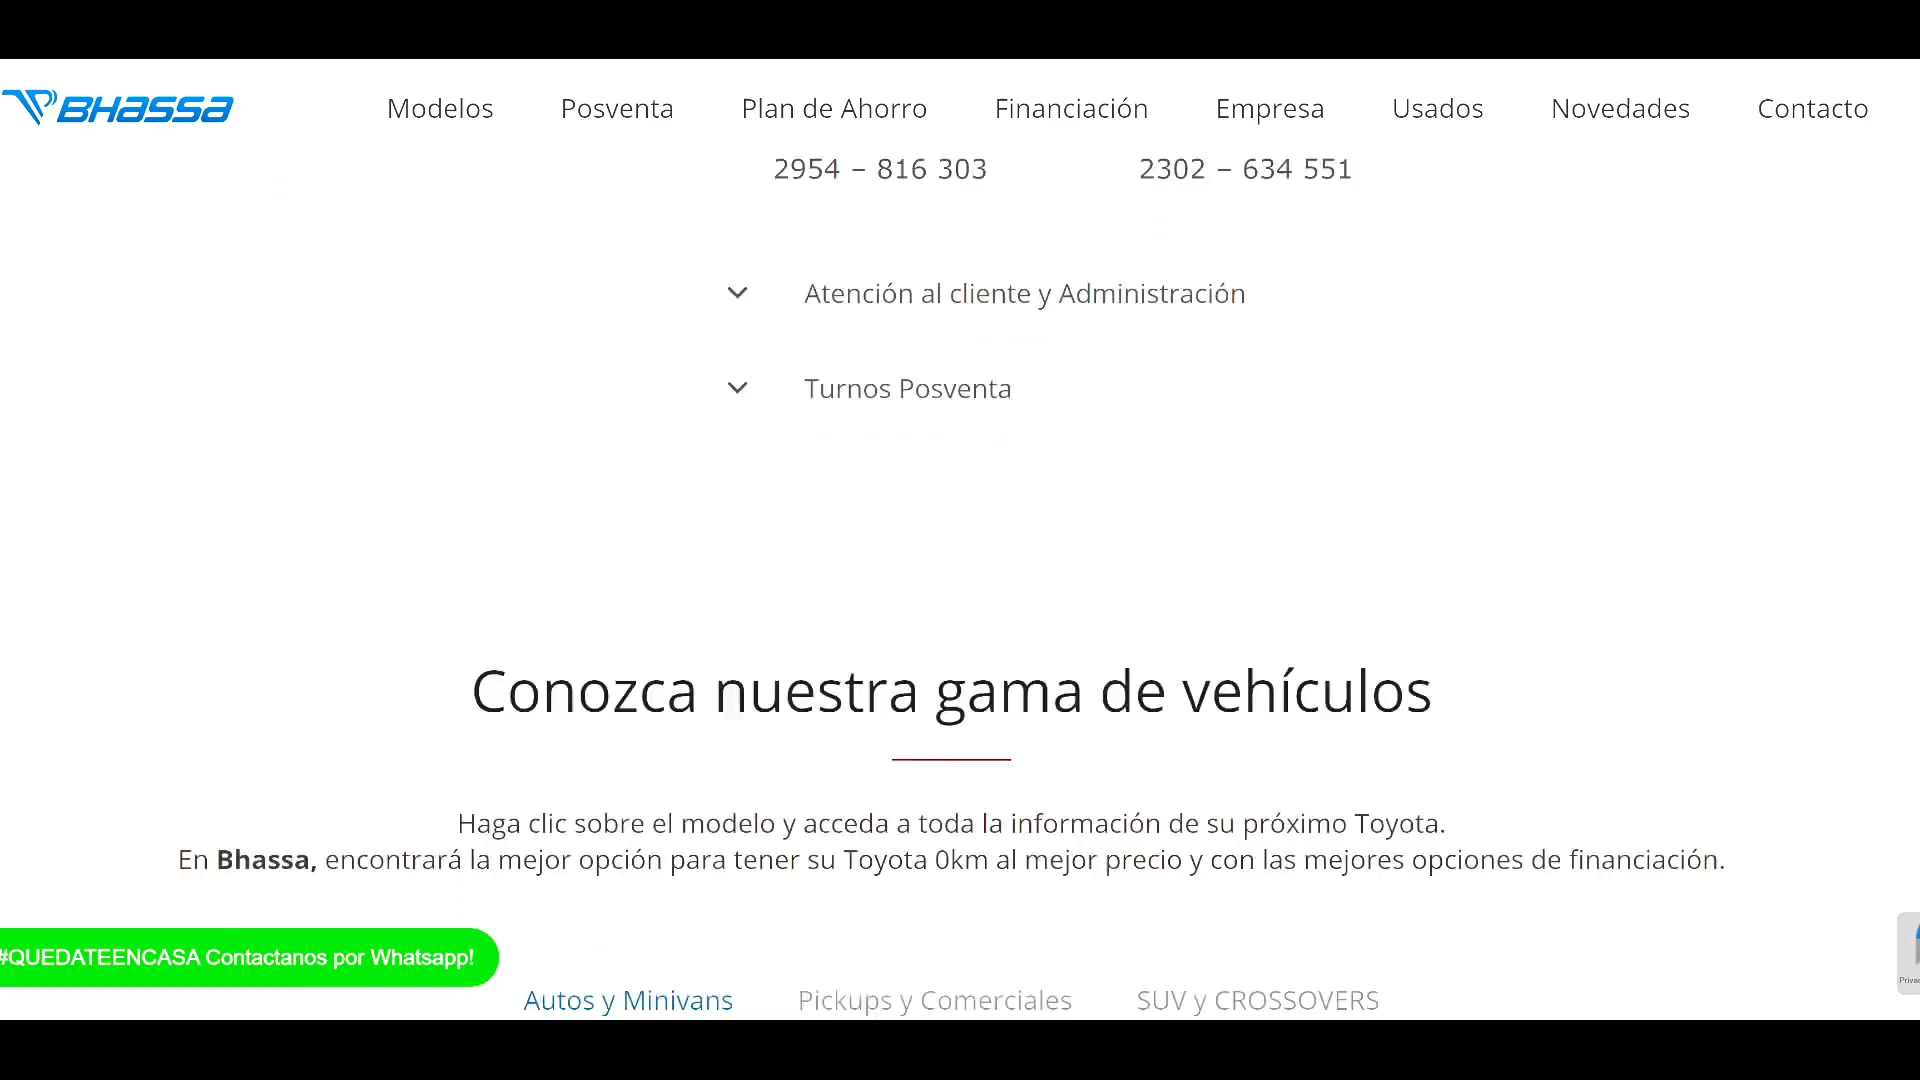 BHASSA
Modelos Posventa Plan de Ahorro Financiación Empresa Usados Novedades Contacto
2954 – 816 303 2302 – 634 551
Atención al cliente y Administración
Turnos Posventa
Conozca nuestra gama de vehículos
Haga clic sobre el modelo y acceda a toda la información de su próximo Toyota.
En Bhassa, encontrará la mejor opción para tener su Toyota 0km al mejor precio y con las mejores opciones de financiación.
#QUEDATEENCASA Contactanos por Whatsapp!
Autos y Minivans Pickups y Comerciales SUV y CROSSOVERS